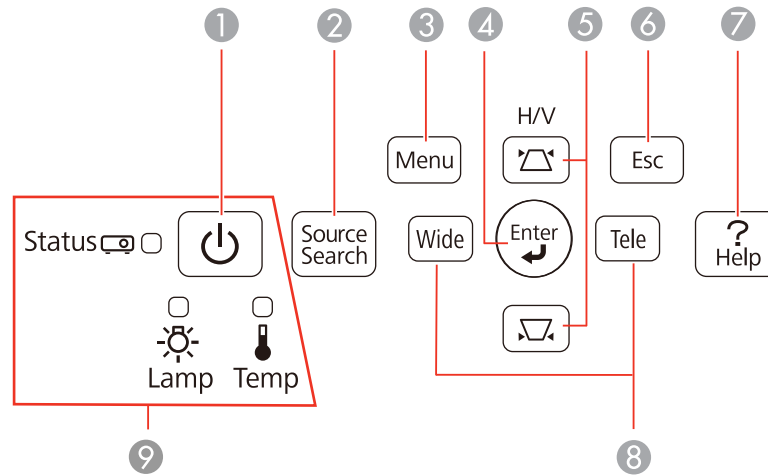 1 2 3 4 5 6 7
H/V
Menu
Esc
Status
Source
Search
Wide
Enter
Tele
?
Help
Lamp
Temp
9 8